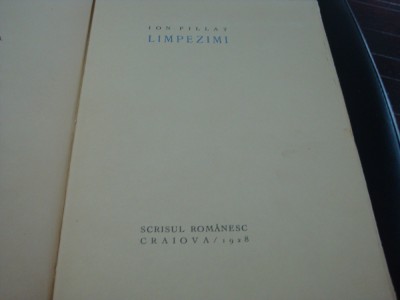 ION PILLAT
LIMPEZIMI
SCRISUL ROMÂNESC
CRAIOVA / 1928